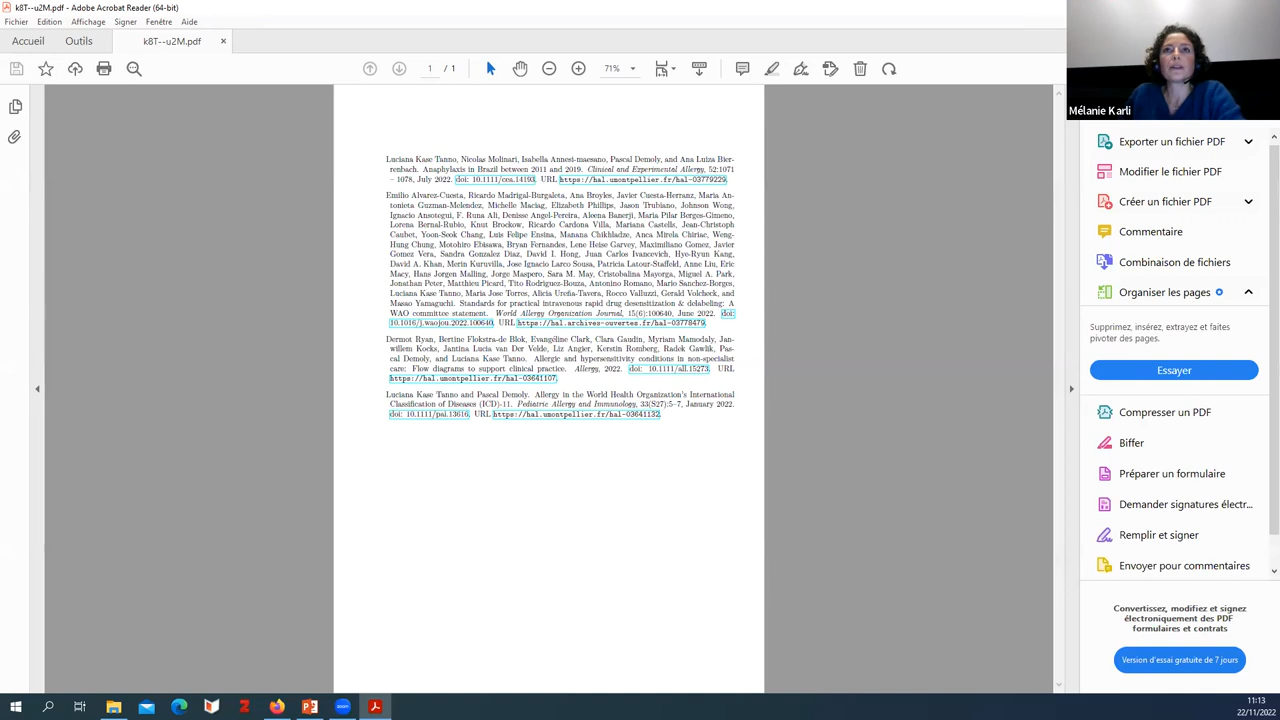 k8T--u2M.pdf - Adobe Acrobat Reader (64-bit)
Fichier Edition Affichage Signer Fenêtre Aide
Accueil Outils k8T--u2M.pdf ×
1 / 1 71%
Mélanie Karli
Luciana Kase Tanno, Nicolas Molinari, Isabella Annesi-maesano, Pascal Demoly, and Ana Luiza Bier-
renbach. Anaphylaxis in Brazil between 2011 and 2019. Clinical and Experimental Allergy, 52:1071
– 1078, July 2022. doi: 10.1111/cea.14193. URL https://hal.umontpellier.fr/hal-03779229.
Emilio Alvarez-Cuesta, Ricardo Madrigal-Burgaleta, Ana Broyles, Javier Cuesta-Herranz, Maria An-
tonieta Guzman-Melendez, Michelle Maciag, Elizabeth Phillips, Jason Trubiano, Johnson Wong,
Ignacio Ansotegui, F. Runa Ali, Denisse Angel-Pereira, Aleena Banerji, Maria Pilar Berges-Gimeno,
Lorena Bernal-Rubio, Knut Brockow, Ricardo Cardona Villa, Mariana Castells, Jean-Christoph
Caubet, Yoon-Seok Chang, Luis Felipe Ensina, Manana Chikhladze, Anca Mirela Chiriac, Weng-
Hung Chung, Motohiro Ebisawa, Bryan Fernandes, Lene Heise Garvey, Maximiliano Gomez, Javier
Gomez Vera, Sandra Gonzalez Diaz, David I. Hong, Juan Carlos Ivancevich, Hye-Ryun Kang,
David A. Khan, Merin Kuruvilla, Jose Ignacio Larco Sousa, Patricia Latour-Staffeld, Anne Liu, Eric
Macy, Hans Jorgen Malling, Jorge Maspero, Sara M. May, Cristobalina Mayorga, Miguel A. Park,
Jonathan Peter, Matthieu Picard, Tito Rodriguez-Bouza, Antonino Romano, Mario Sanchez-Borges,
Luciana Kase Tanno, Maria Jose Torres, Alicia Ureña-Tavera, Rocco Valluzzi, Gerald Volcheck, and
Masao Yamaguchi. Standards for practical intravenous rapid drug desensitization & delabeling: A
WAO committee statement. World Allergy Organization Journal, 15(6):100640, June 2022. doi:
10.1016/j.waojou.2022.100640. URL https://hal.archives-ouvertes.fr/hal-03778479.
Dermot Ryan, Bertine Flokstra-de Blok, Evengéline Clark, Clara Gaudin, Myriam Mamodaly, Jan-
willem Kocks, Jantina Lucia van Der Velde, Liz Angier, Kerstin Romberg, Radek Gawlik, Pas-
cal Demoly, and Luciana Kase Tanno. Allergic and hypersensitivity conditions in non-specialist
care: Flow diagrams to support clinical practice. Allergy, 2022. doi: 10.1111/all.15273. URL
https://hal.umontpellier.fr/hal-03641107.
Luciana Kase Tanno and Pascal Demoly. Allergy in the World Health Organization's International
Classification of Diseases (ICD)-11. Pediatric Allergy and Immunology, 33(S27):5–7, January 2022.
doi: 10.1111/pai.13616. URL https://hal.umontpellier.fr/hal-03641132.
Exporter un fichier PDF
Modifier le PDF
Créer un fichier PDF
Commentaire
Combinaison de fichiers
Organiser les pages
Supprimez, insérez, extrayez et faites
pivoter des pages.
Essayer
Compresser un PDF
Biffer
Préparer un formulaire
Demander signatures électr...
Remplir et signer
Envoyer pour commentaires
Convertissez, modifiez et signez
électroniquement des PDF
formulaires et contrats
Version d'essai gratuite de 7 jours
zoom
11:13
22/11/2022